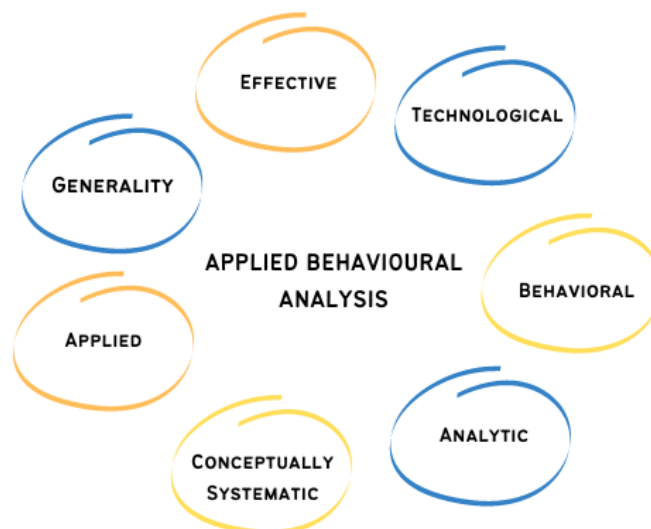 EFFECTIVE
TECHNOLOGICAL
GENERALITY
APPLIED BEHAVIOURAL
ANALYSIS
BEHAVIORAL
APPLIED
ANALYTIC
CONCEPTUALLY
SYSTEMATIC